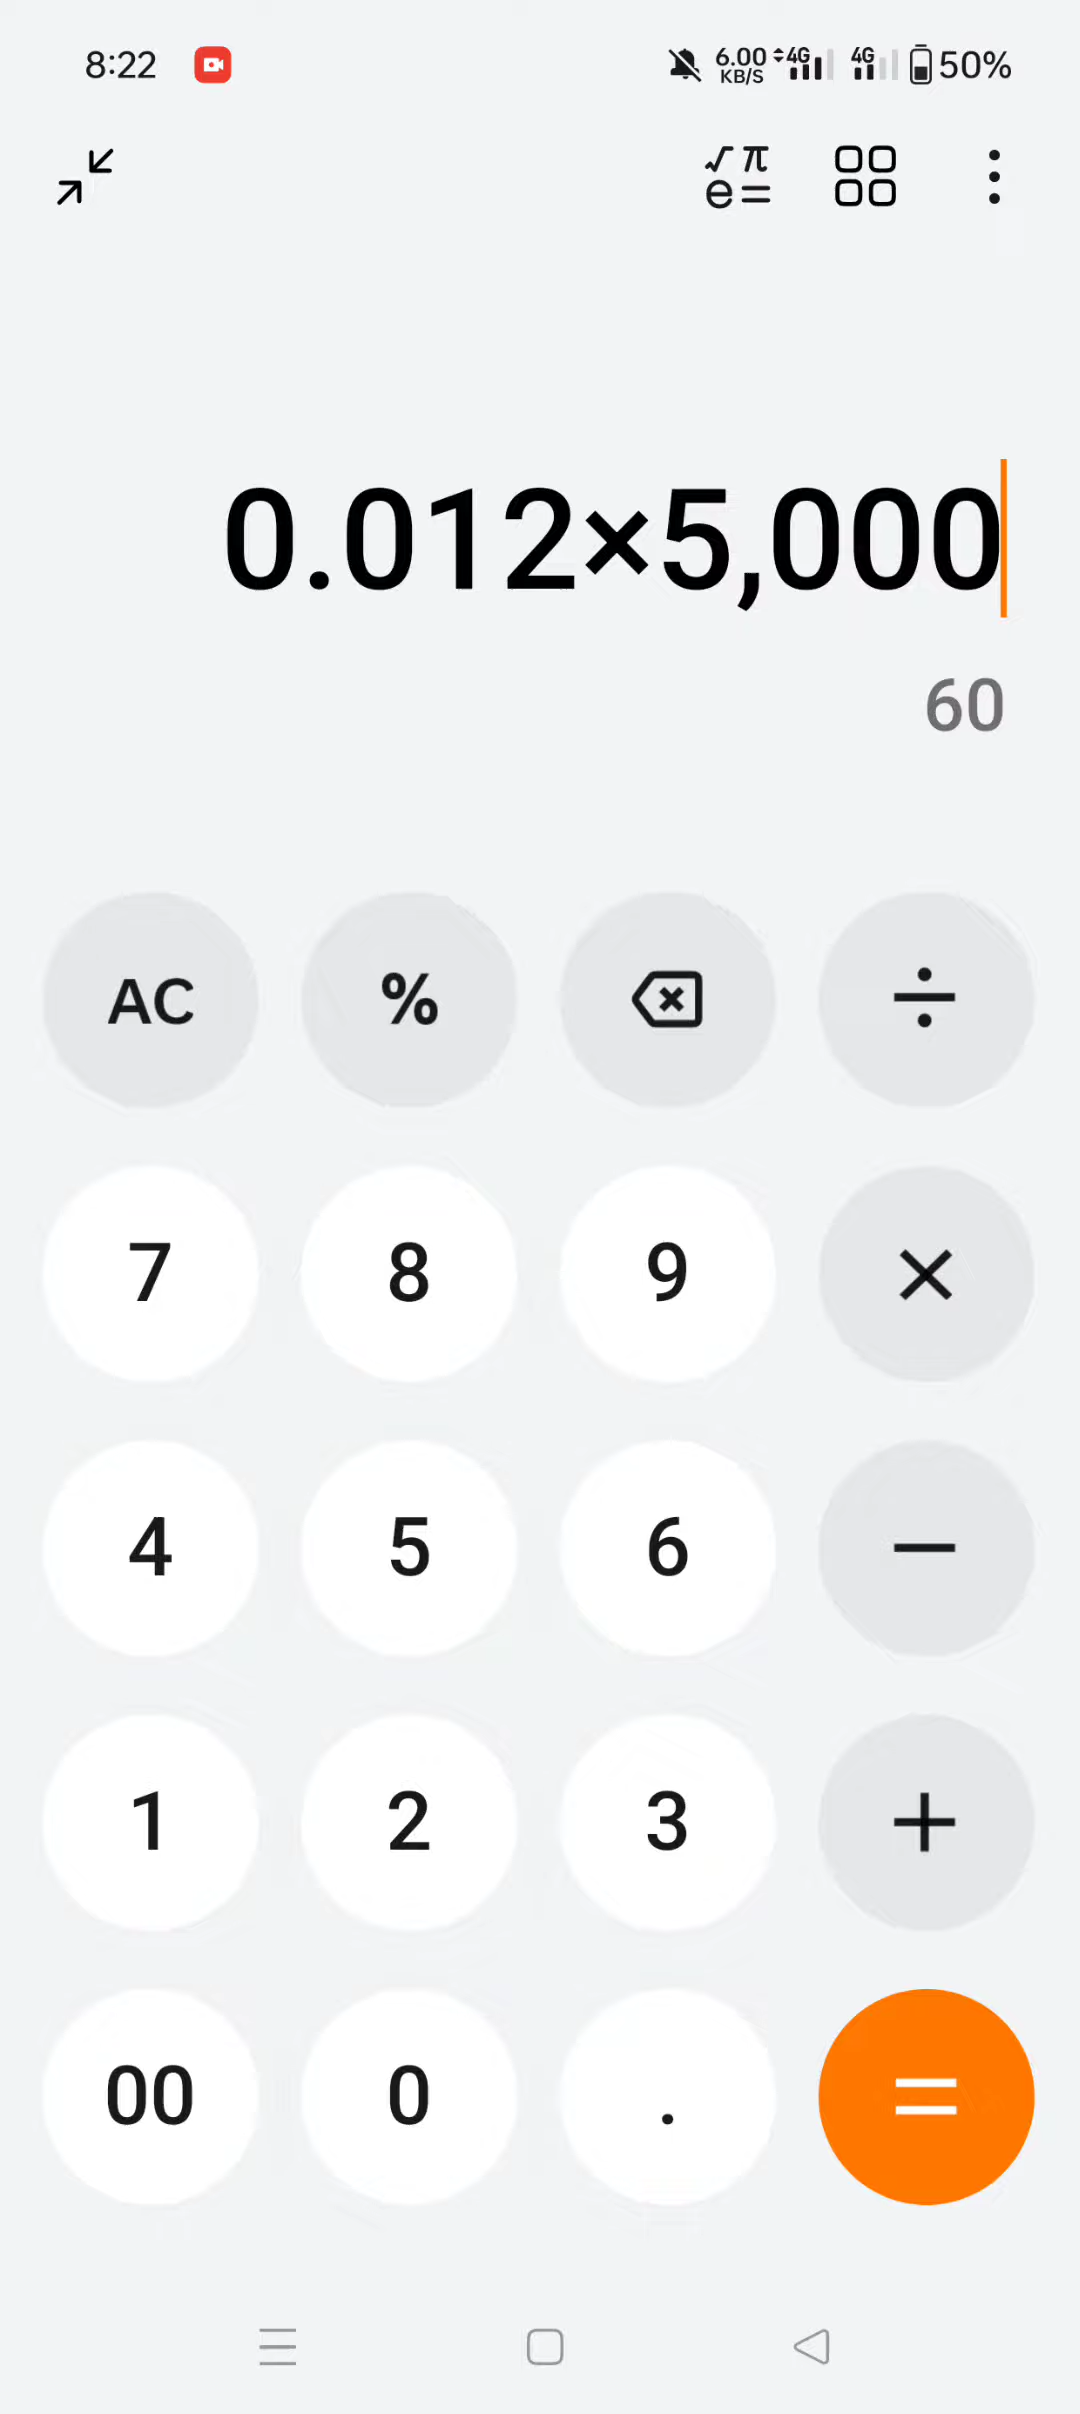 8:22 6.00 KB/S 4G 4G 50%
√ π
e =
0.012×5,000
60
AC % ÷
7 8 9 ×
4 5 6 −
1 2 3 +
00 0 . =